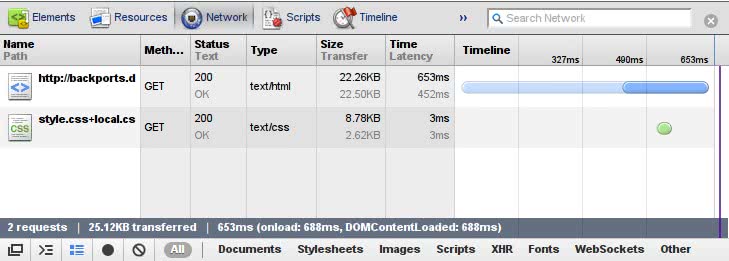 Elements Resources Network Scripts Timeline » Search Network
Name Meth… Status Type Size Time Timeline
Path Text Transfer Latency 327ms 490ms 653ms
http://backports.d GET 200 text/html 22.26KB 653ms
<> OK 22.50KB 452ms
style.css+local.cs GET 200 text/css 8.78KB 3ms
CSS OK 2.62KB 3ms
2 requests | 25.12KB transferred | 653ms (onload: 688ms, DOMContentLoaded: 688ms)
All Documents Stylesheets Images Scripts XHR Fonts WebSockets Other